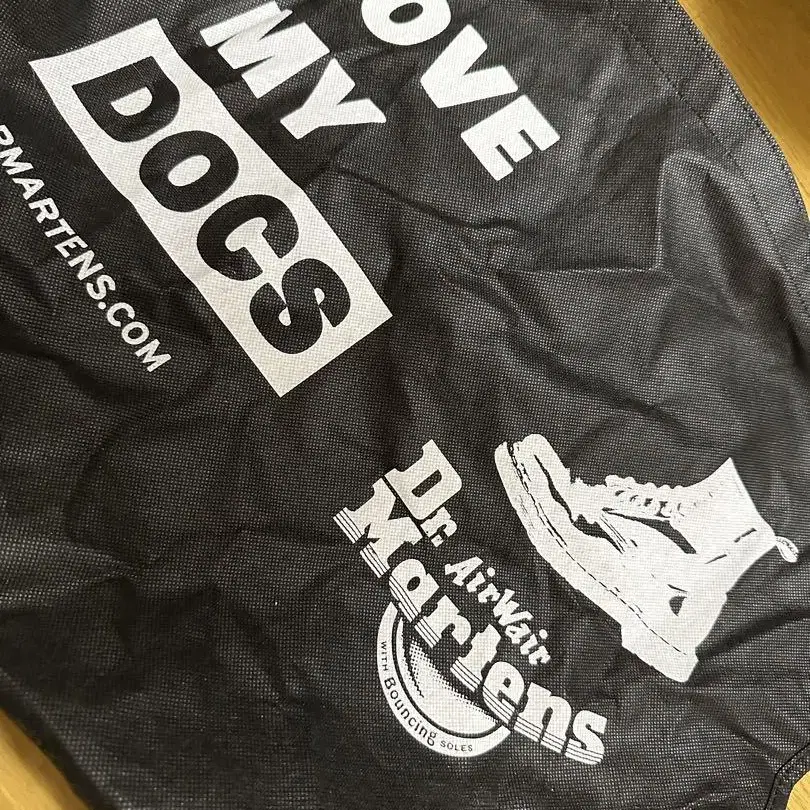 OVE
MY
DOCS
RMARTENS.COM
Dr. AirWair
Martens
WITH Bouncing SOLES